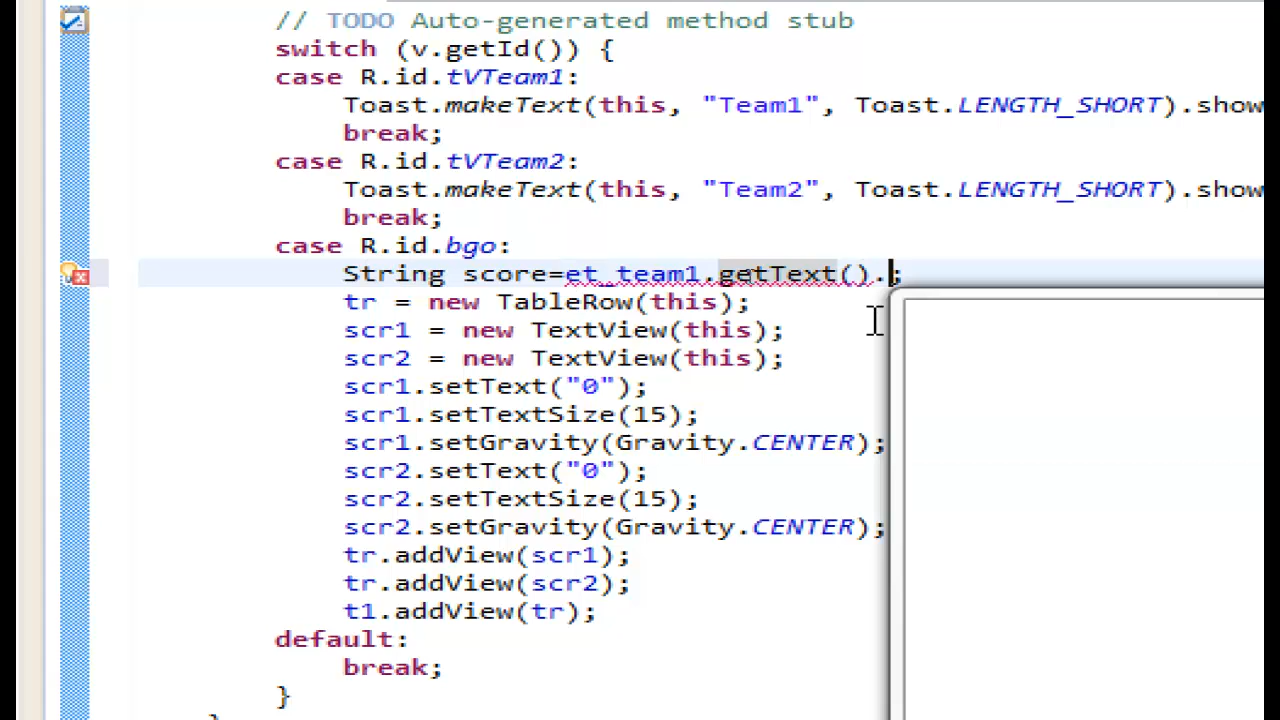 // TODO Auto-generated method stub
switch (v.getId()) {
case R.id.tVTeam1:
Toast.makeText(this, "Team1", Toast.LENGTH_SHORT).show
break;
case R.id.tVTeam2:
Toast.makeText(this, "Team2", Toast.LENGTH_SHORT).show
break;
case R.id.bgo:
String score=et_team1.getText().;
tr = new TableRow(this);
scr1 = new TextView(this);
scr2 = new TextView(this);
scr1.setText("0");
scr1.setTextSize(15);
scr1.setGravity(Gravity.CENTER);
scr2.setText("0");
scr2.setTextSize(15);
scr2.setGravity(Gravity.CENTER);
tr.addView(scr1);
tr.addView(scr2);
t1.addView(tr);
default:
break;
}